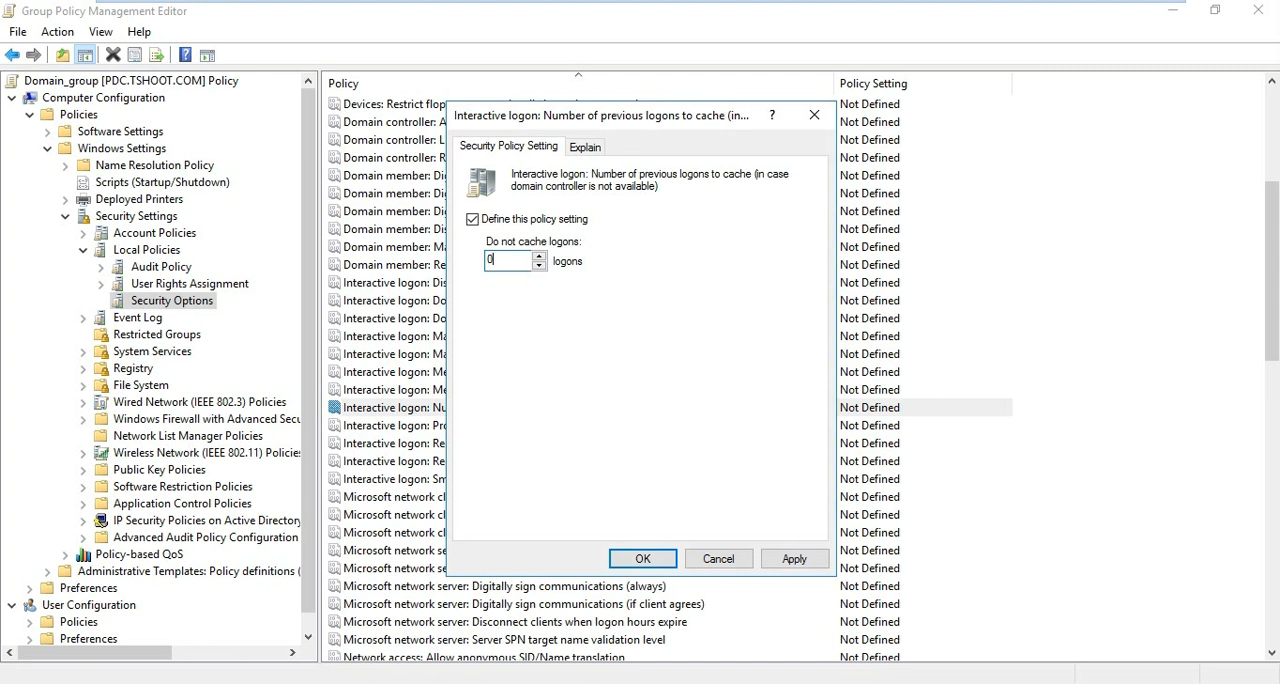 Group Policy Management Editor
File Action View Help
Domain_group [PDC.TSHOOT.COM] Policy
Computer Configuration
Policies
Software Settings
Windows Settings
Name Resolution Policy
Scripts (Startup/Shutdown)
Deployed Printers
Security Settings
Account Policies
Local Policies
Audit Policy
User Rights Assignment
Security Options
Event Log
Restricted Groups
System Services
Registry
File System
Wired Network (IEEE 802.3) Policies
Windows Firewall with Advanced Secu
Network List Manager Policies
Wireless Network (IEEE 802.11) Policies
Public Key Policies
Software Restriction Policies
Application Control Policies
IP Security Policies on Active Directory
Advanced Audit Policy Configuration
Policy-based QoS
Administrative Templates: Policy definitions (
Preferences
User Configuration
Policies
Preferences
Policy Policy Setting
Devices: Restrict flop Not Defined
Domain controller: A Not Defined
Domain controller: L Not Defined
Domain controller: R Not Defined
Domain member: Di Not Defined
Domain member: Di Not Defined
Domain member: Di Not Defined
Domain member: Dis Not Defined
Domain member: Ma Not Defined
Domain member: Re Not Defined
Interactive logon: Dis Not Defined
Interactive logon: Do Not Defined
Interactive logon: Do Not Defined
Interactive logon: Ma Not Defined
Interactive logon: Ma Not Defined
Interactive logon: Me Not Defined
Interactive logon: Me Not Defined
Interactive logon: Nu Not Defined
Interactive logon: Pro Not Defined
Interactive logon: Re Not Defined
Interactive logon: Re Not Defined
Interactive logon: Sm Not Defined
Microsoft network cl Not Defined
Microsoft network cl Not Defined
Microsoft network cl Not Defined
Microsoft network se Not Defined
Microsoft network se Not Defined
Microsoft network server: Digitally sign communications (always) Not Defined
Microsoft network server: Digitally sign communications (if client agrees) Not Defined
Microsoft network server: Disconnect clients when logon hours expire Not Defined
Microsoft network server: Server SPN target name validation level Not Defined
Network access: Allow anonymous SID/Name translation Not Defined
Interactive logon: Number of previous logons to cache (in...
Security Policy Setting Explain
Interactive logon: Number of previous logons to cache (in case
domain controller is not available)
Define this policy setting
Do not cache logons:
0 logons
OK Cancel Apply